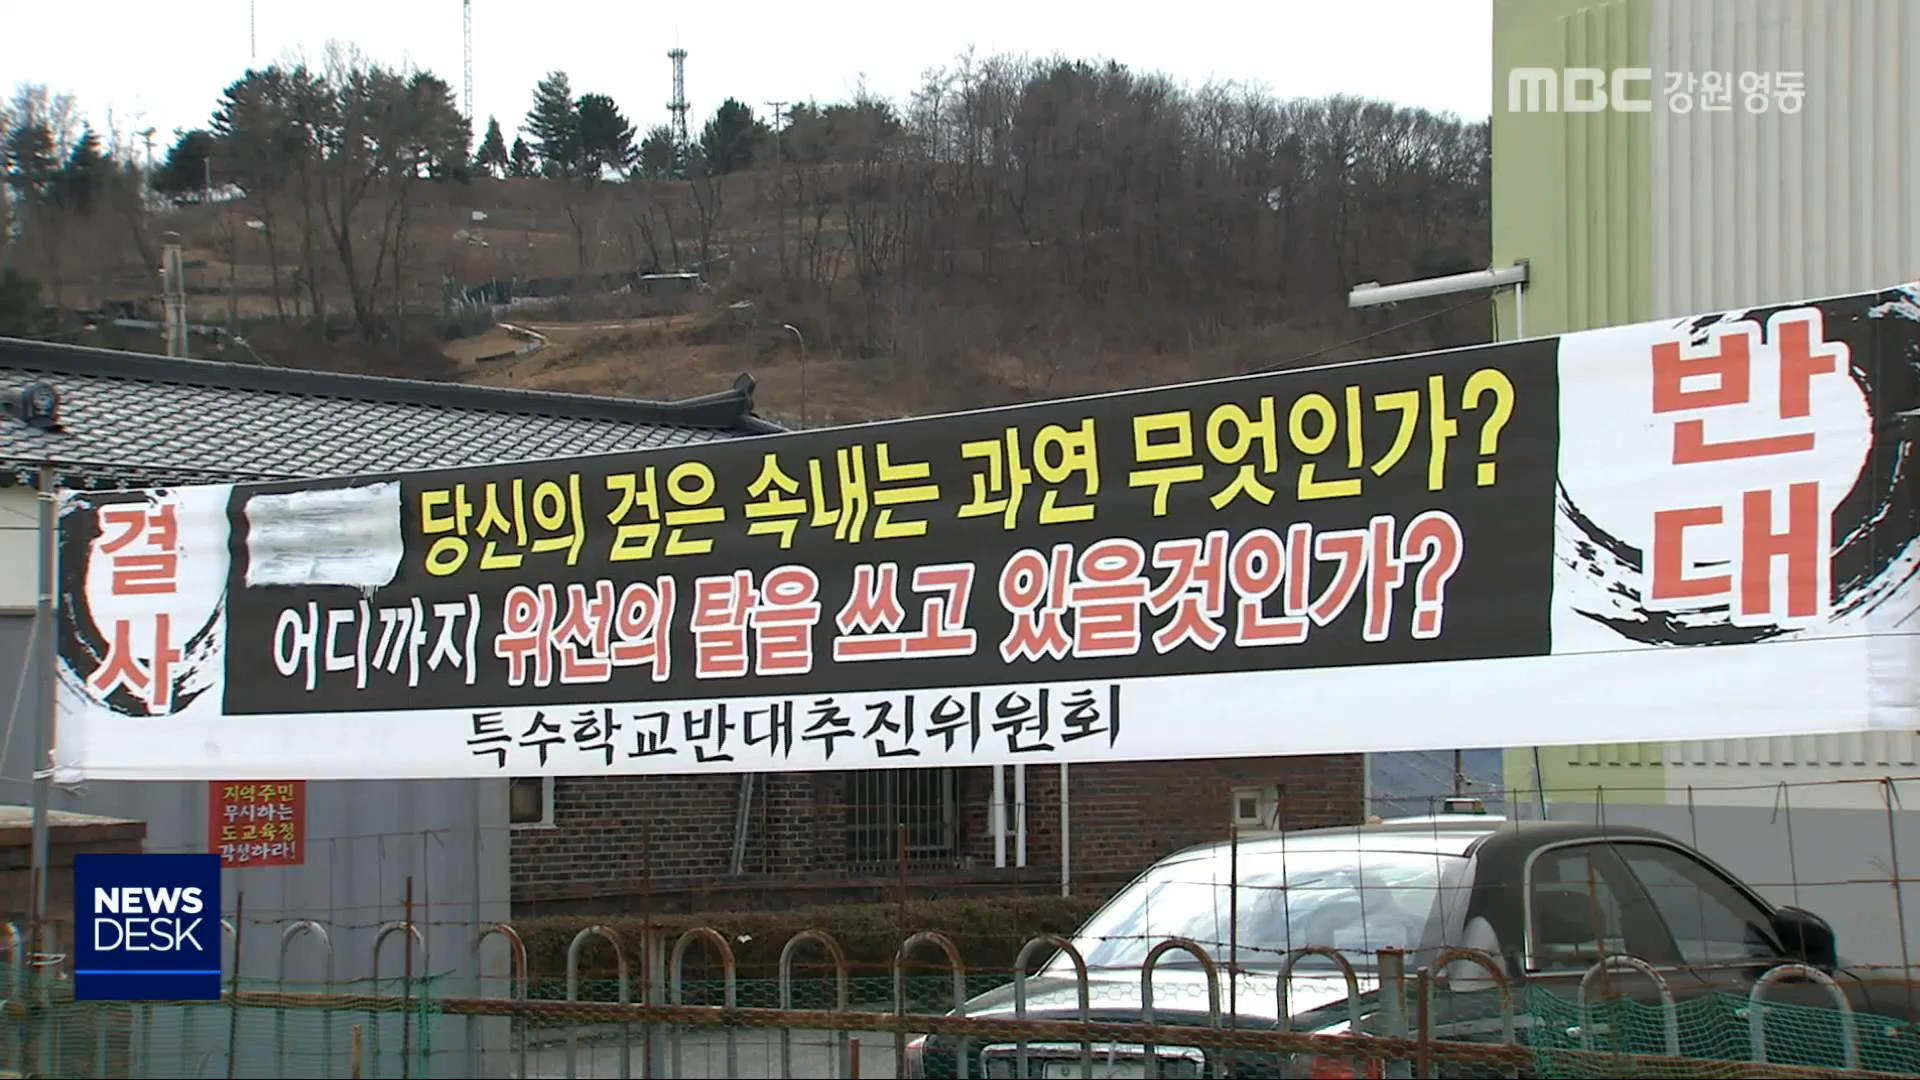 MBC 강원영동
결사
당신의 검은 속내는 과연 무엇인가?
어디까지 위선의 탈을 쓰고 있을것인가?
반대
특수학교반대추진위원회
지역주민
무시하는
도교육청
각성하라!
NEWS
DESK